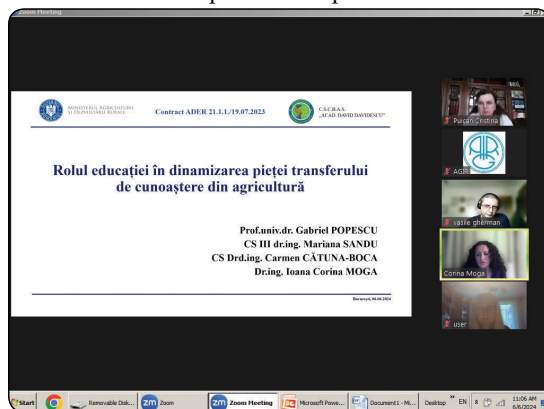 Zoom Meeting
MINISTERUL AGRICULTURII
ȘI DEZVOLTĂRII RURALE
Contract ADER 21.1.1./19.07.2023
C.S.C.B.A.S.
„ACAD. DAVID DAVIDESCU”
Rolul educației în dinamizarea pieței transferului
de cunoaștere din agricultură
Prof.univ.dr. Gabriel POPESCU
CS III dr.ing. Mariana SANDU
CS Drd.ing. Carmen CĂTUNA-BOCA
Dr.ing. Ioana Corina MOGA
București, 06.06.2024
Puican Cristina
AGIR
AGIR
vasile gherman
Corina Moga
user
Start
Removable Disk...
Zoom
Zoom Meeting
Microsoft Powe...
Document1 - Mi...
Desktop
EN
11:06 AM
6/6/2024